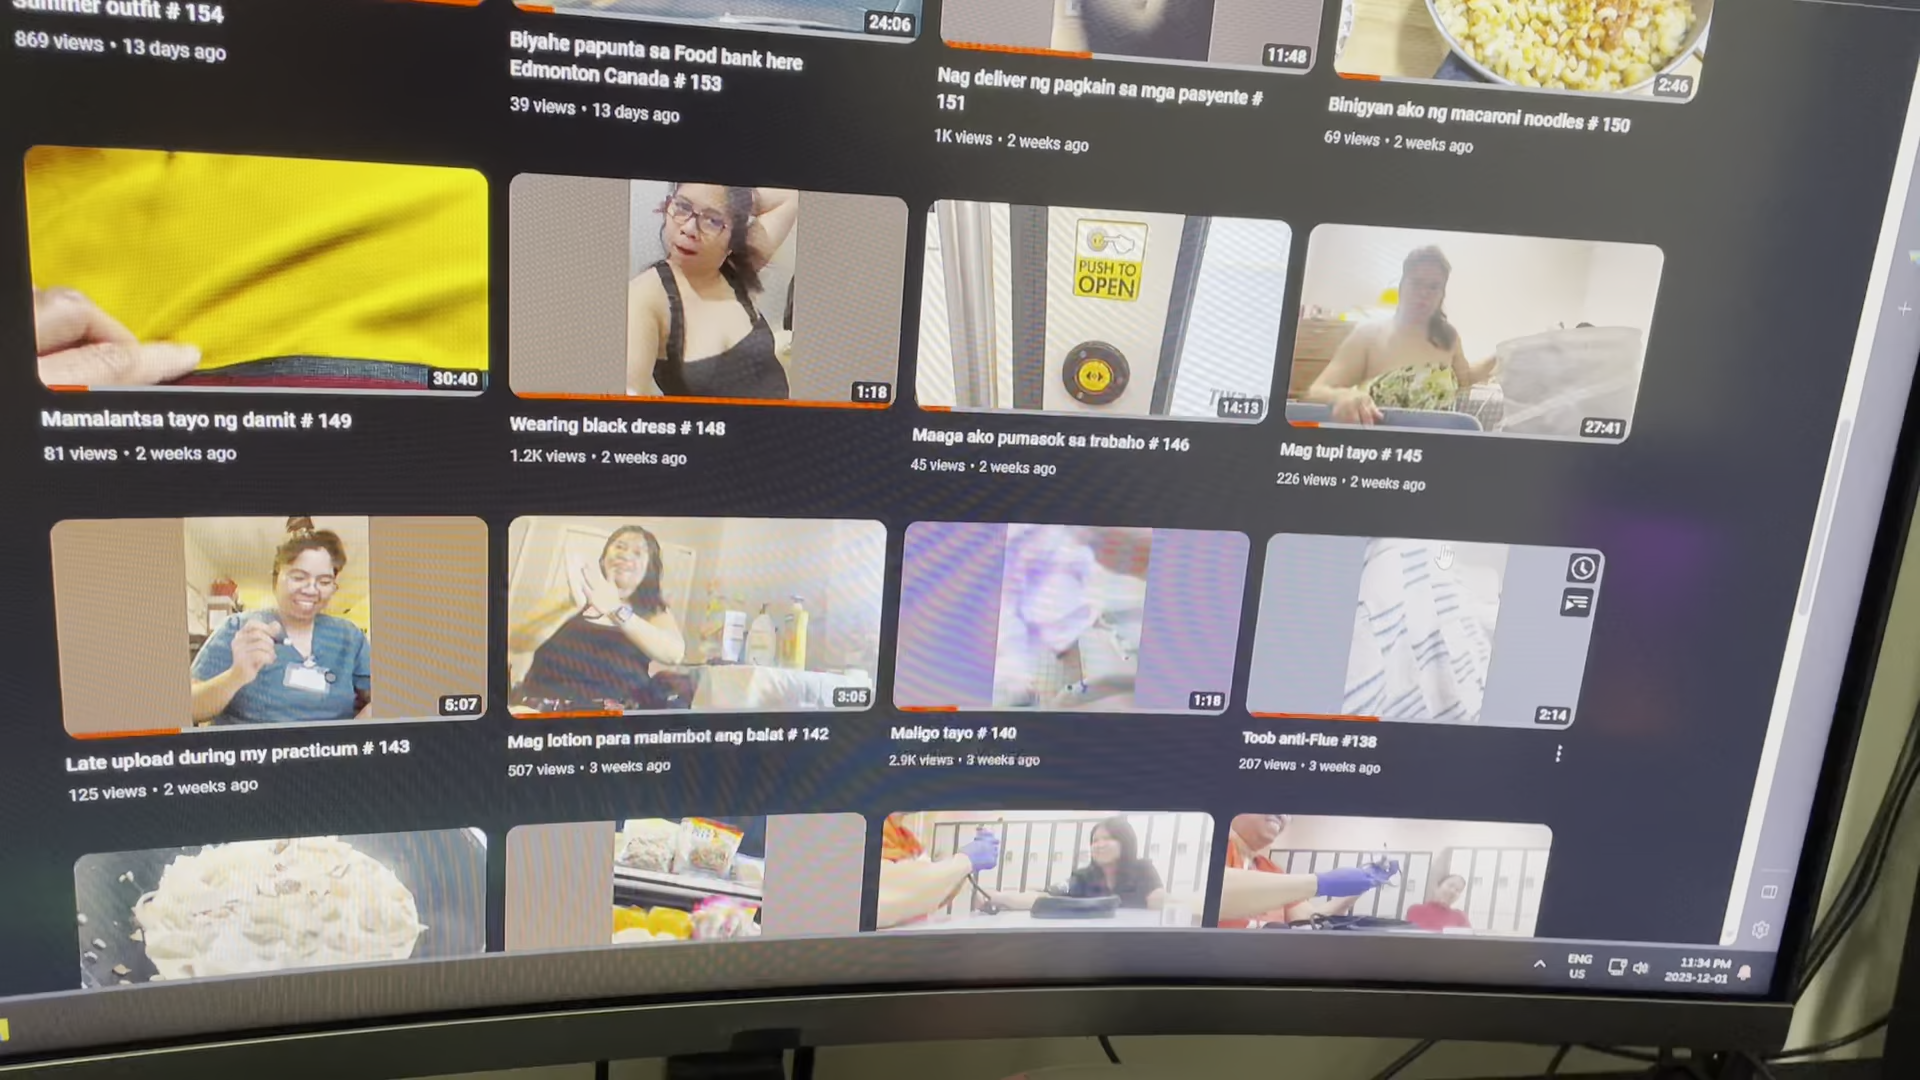 Summer outfit # 154
869 views • 13 days ago
24:06
Biyahe papunta sa Food bank here
Edmonton Canada # 153
39 views • 13 days ago
11:48
Nag deliver ng pagkain sa mga pasyente #
151
1K views • 2 weeks ago
2:46
Binigyan ako ng macaroni noodles # 150
69 views • 2 weeks ago
30:40
Mamalantsa tayo ng damit # 149
81 views • 2 weeks ago
1:18
Wearing black dress # 148
1.2K views • 2 weeks ago
PUSH TO
OPEN
14:13
Maaga ako pumasok sa trabaho # 146
45 views • 2 weeks ago
27:41
Mag tupi tayo # 145
226 views • 2 weeks ago
5:07
Late upload during my practicum # 143
125 views • 2 weeks ago
3:05
Mag lotion para malambot ang balat # 142
507 views • 3 weeks ago
1:18
Maligo tayo # 140
2.9K views • 3 weeks ago
2:14
Toob anti-Flue #138
207 views • 3 weeks ago
ENG
US
11:34 PM
2023-12-01